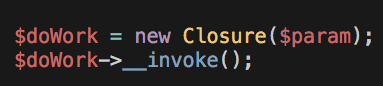 $doWork = new Closure($param);
$doWork->__invoke();